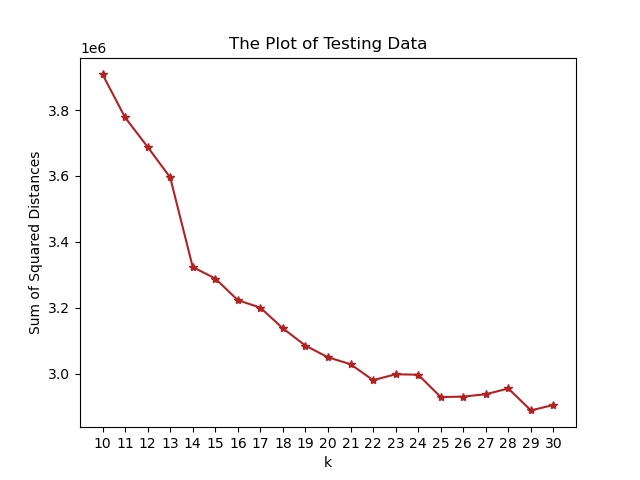 The Plot of Testing Data
1e6
3.8
3.6
3.4
3.2
3.0
Sum of Squared Distances
10 11 12 13 14 15 16 17 18 19 20 21 22 23 24 25 26 27 28 29 30
k